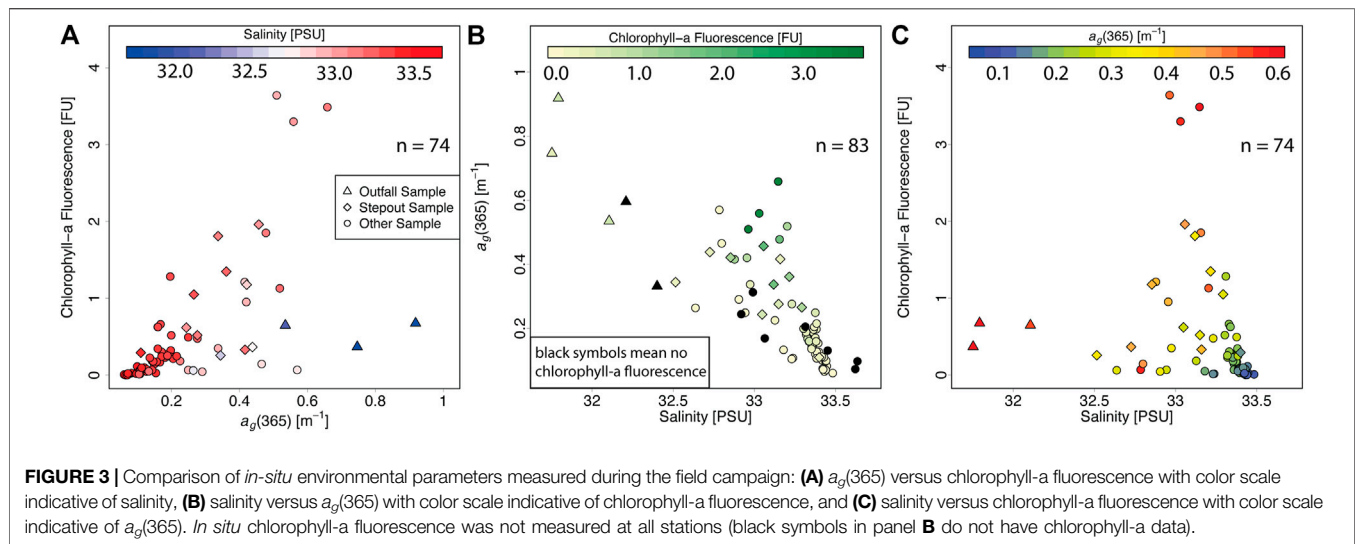 A
Salinity [PSU]
32.0 32.5 33.0 33.5
Chlorophyll−a Fluorescence [FU]
4
3
2
1
0
n = 74
Outfall Sample
Stepout Sample
Other Sample
0.2 0.4 0.6 0.8 1
ag(365) [m−1]
B
Chlorophyll−a Fluorescence [FU]
0.0 1.0 2.0 3.0
ag(365) [m−1]
1
0.8
0.6
0.4
0.2
n = 83
black symbols mean no
chlorophyll-a fluorescence
32 32.5 33 33.5
Salinity [PSU]
C
ag(365) [m−1]
0.1 0.2 0.3 0.4 0.5 0.6
Chlorophyll−a Fluorescence [FU]
4
3
2
1
0
n = 74
32 32.5 33 33.5
Salinity [PSU]
FIGURE 3 | Comparison of in-situ environmental parameters measured during the field campaign: (A) ag(365) versus chlorophyll-a fluorescence with color scale
indicative of salinity, (B) salinity versus ag(365) with color scale indicative of chlorophyll-a fluorescence, and (C) salinity versus chlorophyll-a fluorescence with color scale
indicative of ag(365). In situ chlorophyll-a fluorescence was not measured at all stations (black symbols in panel B do not have chlorophyll-a data).